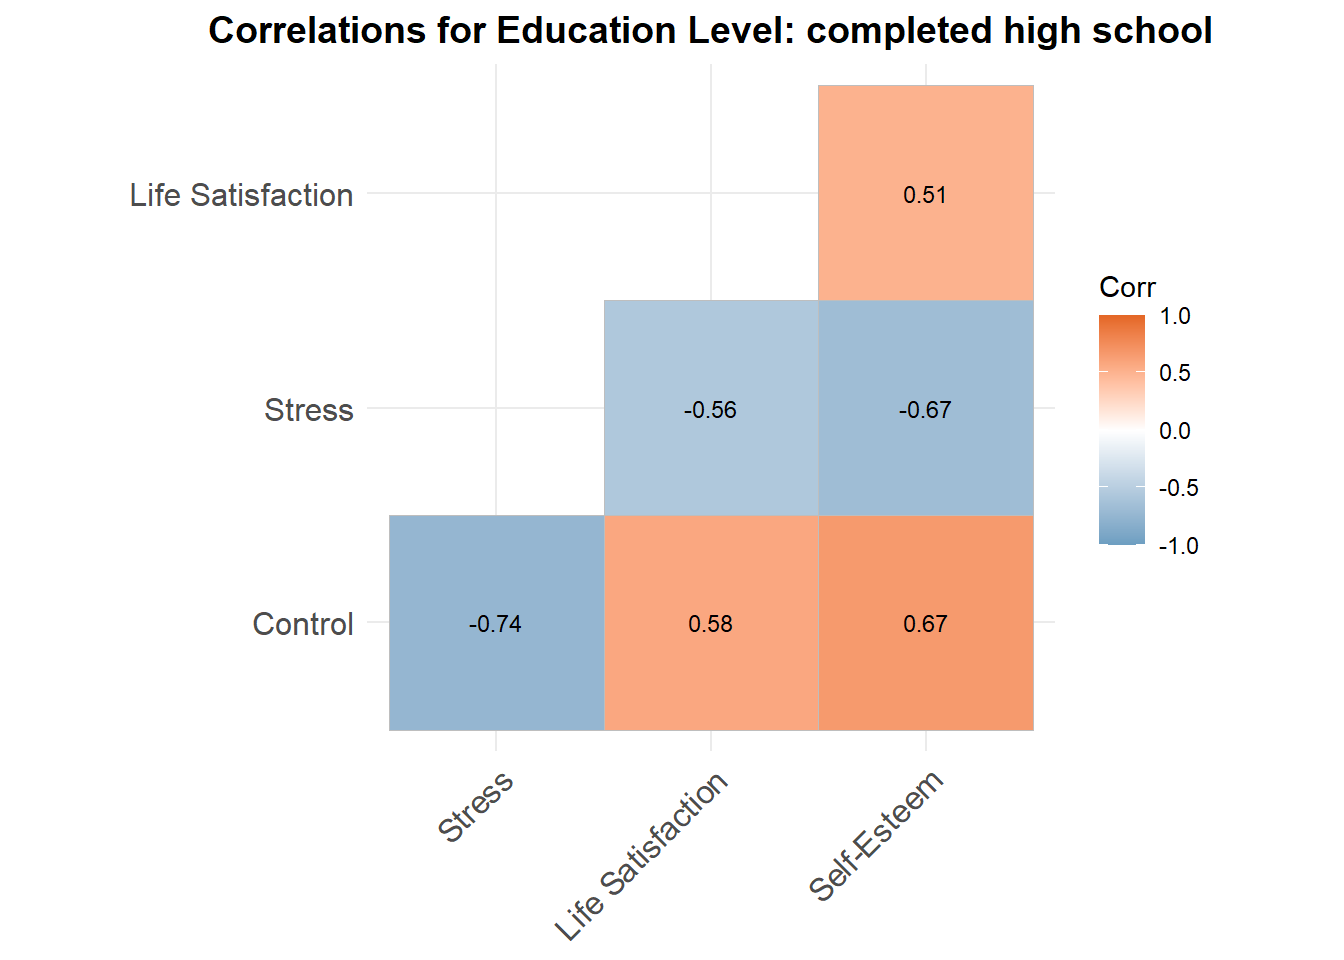 Correlations for Education Level: completed high school
Life Satisfaction
0.51
Stress
-0.56
-0.67
Control
-0.74
0.58
0.67
Stress
Life Satisfaction
Self-Esteem
Corr
1.0
0.5
0.0
-0.5
-1.0